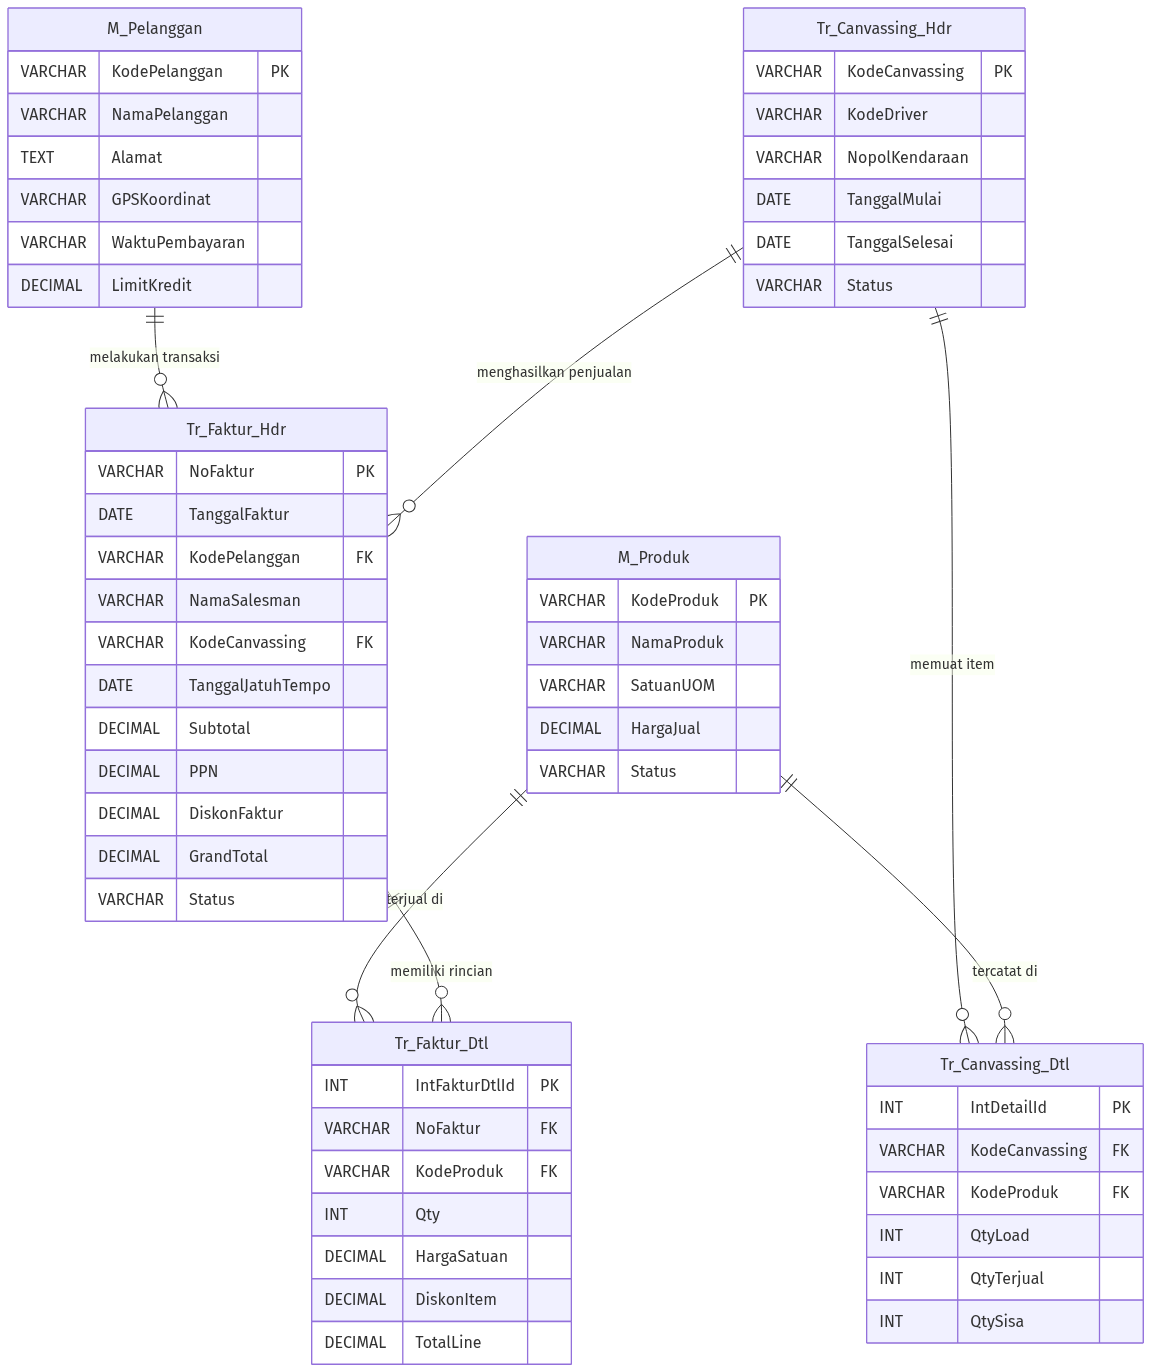 M_Pelanggan
VARCHAR KodePelanggan PK
VARCHAR NamaPelanggan
TEXT Alamat
VARCHAR GPSKoordinat
VARCHAR WaktuPembayaran
DECIMAL LimitKredit
Tr_Canvassing_Hdr
VARCHAR KodeCanvassing PK
VARCHAR KodeDriver
VARCHAR NopolKendaraan
DATE TanggalMulai
DATE TanggalSelesai
VARCHAR Status
melakukan transaksi
menghasilkan penjualan
Tr_Faktur_Hdr
VARCHAR NoFaktur PK
DATE TanggalFaktur
VARCHAR KodePelanggan FK
VARCHAR NamaSalesman
VARCHAR KodeCanvassing FK
DATE TanggalJatuhTempo
DECIMAL Subtotal
DECIMAL PPN
DECIMAL DiskonFaktur
DECIMAL GrandTotal
VARCHAR Status
M_Produk
VARCHAR KodeProduk PK
VARCHAR NamaProduk
VARCHAR SatuanUOM
DECIMAL HargaJual
VARCHAR Status
memuat item
terjual di
memiliki rincian
tercatat di
Tr_Faktur_Dtl
INT IntFakturDtlId PK
VARCHAR NoFaktur FK
VARCHAR KodeProduk FK
INT Qty
DECIMAL HargaSatuan
DECIMAL DiskonItem
DECIMAL TotalLine
Tr_Canvassing_Dtl
INT IntDetailId PK
VARCHAR KodeCanvassing FK
VARCHAR KodeProduk FK
INT QtyLoad
INT QtyTerjual
INT QtySisa